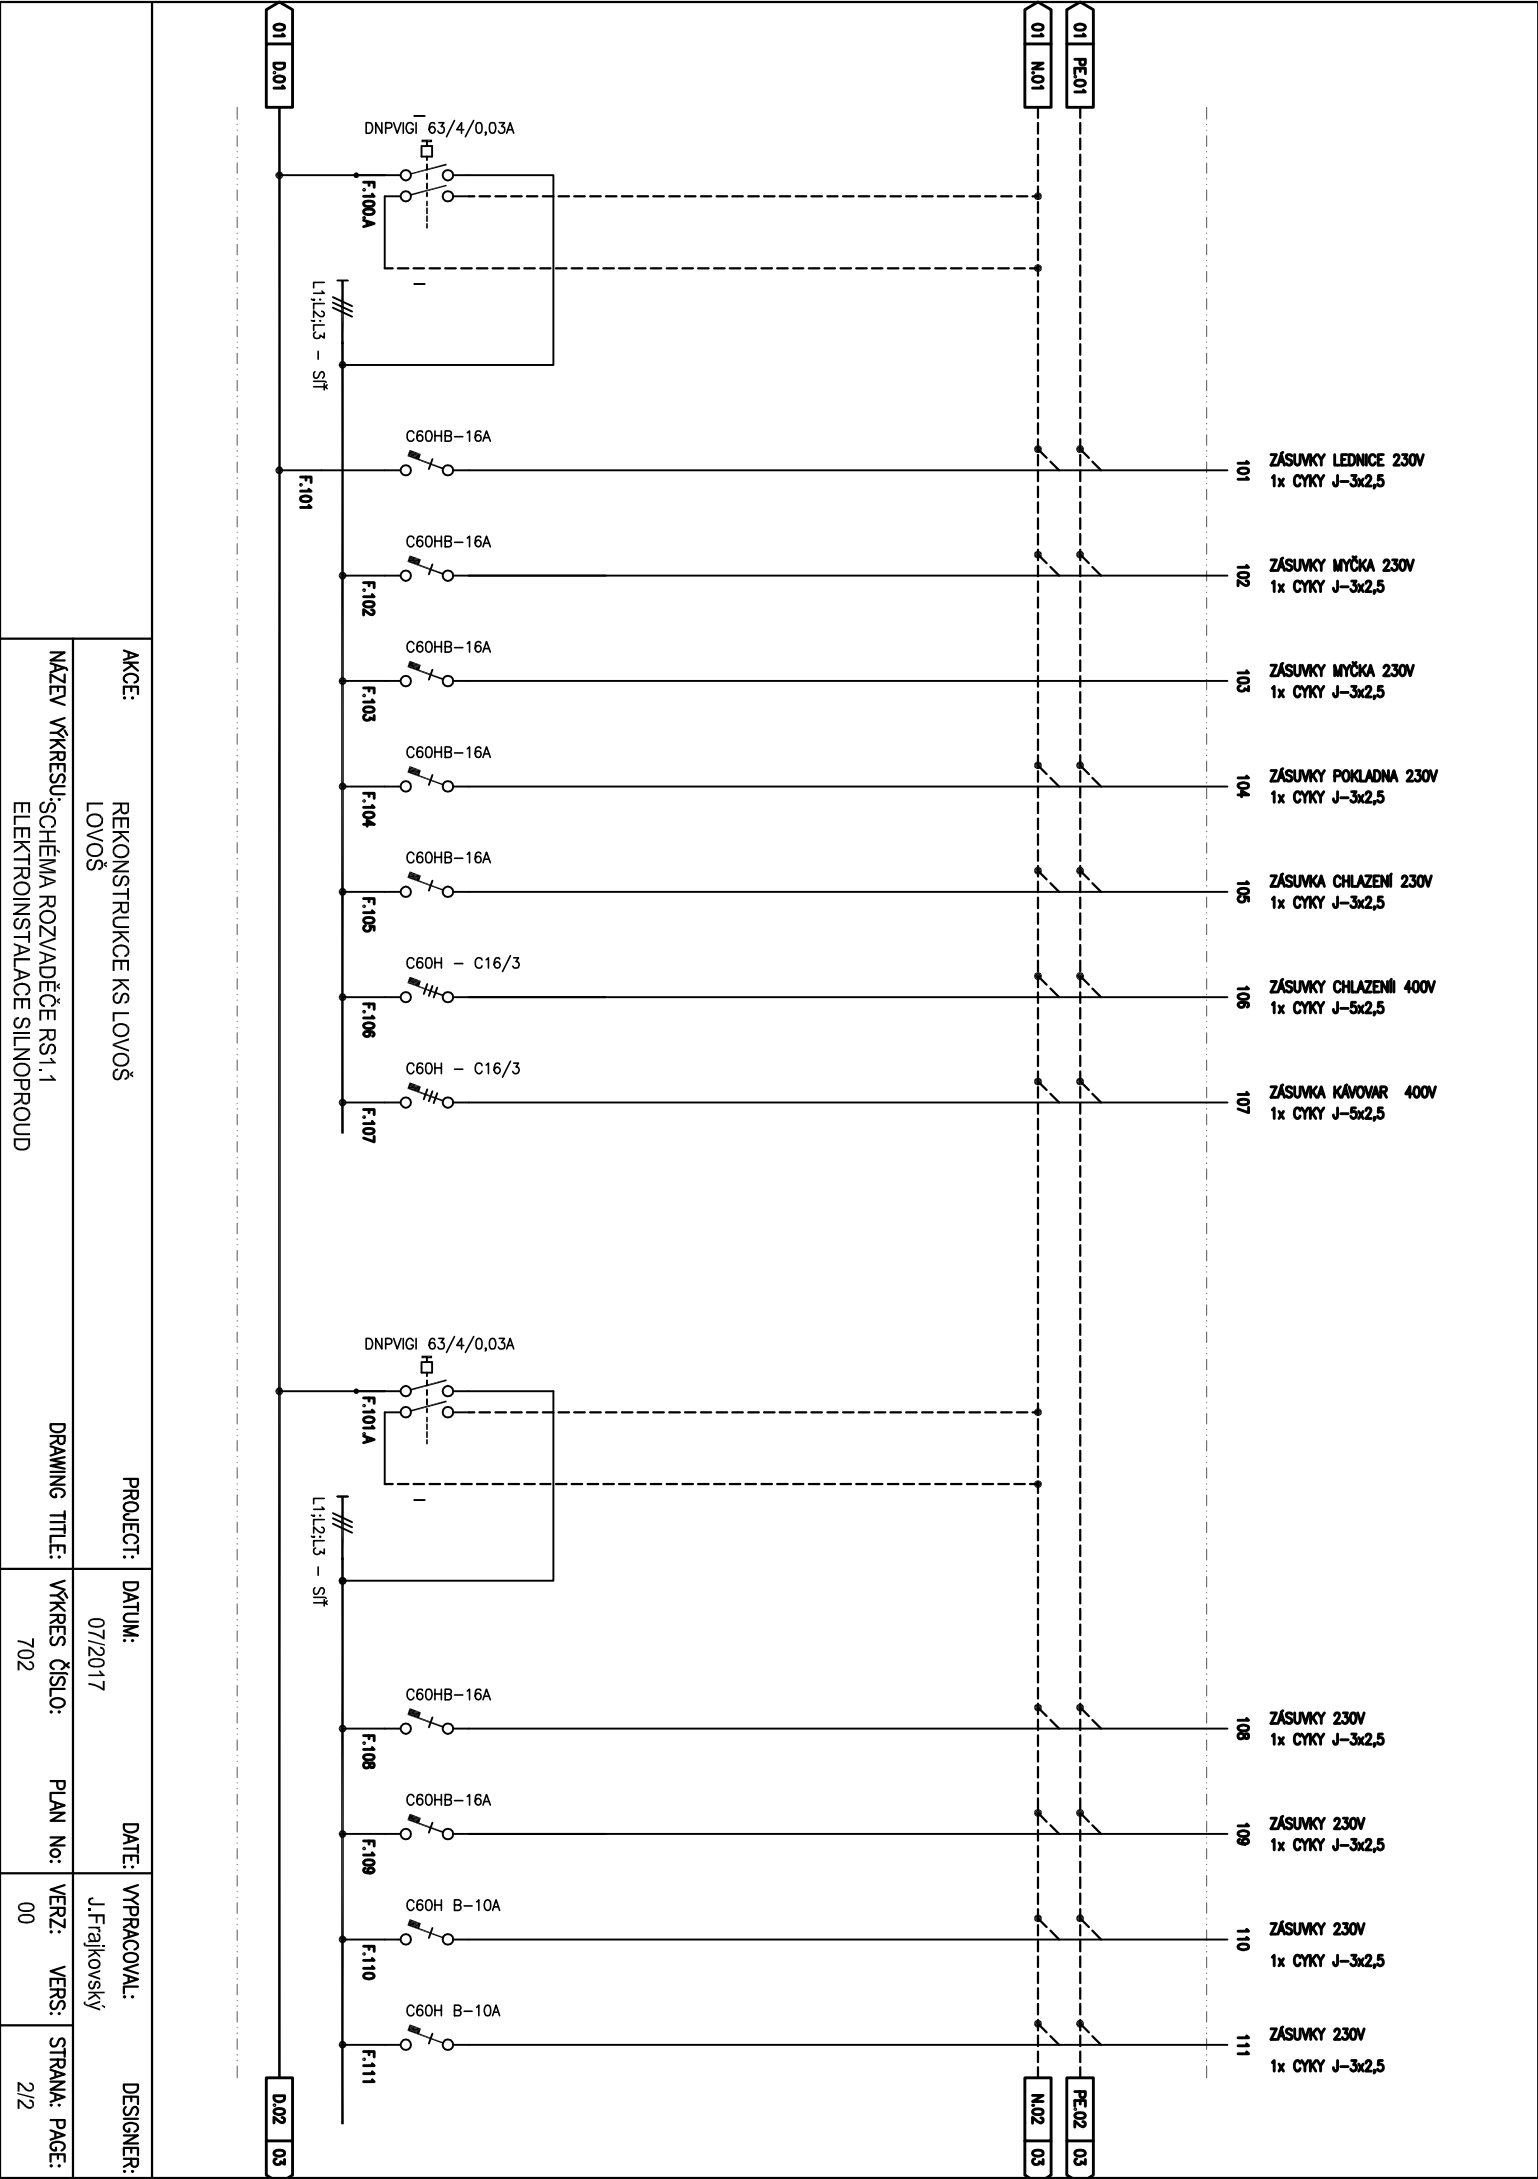 01 D.01
01 N.01
01 PE.01
DNPVIGI 63/4/0,03A
F.100.A
L1;L2;L3 - SÍŤ
C60HB-16A
F.101
101
ZÁSUVKY LEDNICE 230V
1x CYKY J-3x2,5
C60HB-16A
F.102
102
ZÁSUVKY MYČKA 230V
1x CYKY J-3x2,5
C60HB-16A
F.103
103
ZÁSUVKY MYČKA 230V
1x CYKY J-3x2,5
C60HB-16A
F.104
104
ZÁSUVKY POKLADNA 230V
1x CYKY J-3x2,5
C60HB-16A
F.105
105
ZÁSUVKA CHLAZENÍ 230V
1x CYKY J-3x2,5
C60H - C16/3
F.106
106
ZÁSUVKY CHLAZENÍI 400V
1x CYKY J-5x2,5
C60H - C16/3
F.107
107
ZÁSUVKA KÁVOVAR 400V
1x CYKY J-5x2,5
DNPVIGI 63/4/0,03A
F.101.A
L1;L2;L3 - SÍŤ
C60HB-16A
F.108
108
ZÁSUVKY 230V
1x CYKY J-3x2,5
C60HB-16A
F.109
109
ZÁSUVKY 230V
1x CYKY J-3x2,5
C60H B-10A
F.110
110
ZÁSUVKY 230V
1x CYKY J-3x2,5
C60H B-10A
F.111
111
ZÁSUVKY 230V
1x CYKY J-3x2,5
D.02 03
N.02 03
PE.02 03
AKCE:
PROJECT:
REKONSTRUKCE KS LOVOŠ
LOVOŠ
NÁZEV VÝKRESU:
DRAWING TITLE:
SCHÉMA ROZVADĚČE RS1.1
ELEKTROINSTALACE SILNOPROUD
DATUM:
DATE:
07/2017
VÝKRES ČÍSLO:
PLAN No:
702
VYPRACOVAL:
DESIGNER:
J.Frajkovský
VERZ:
VERS:
00
STRANA:
PAGE:
2/2